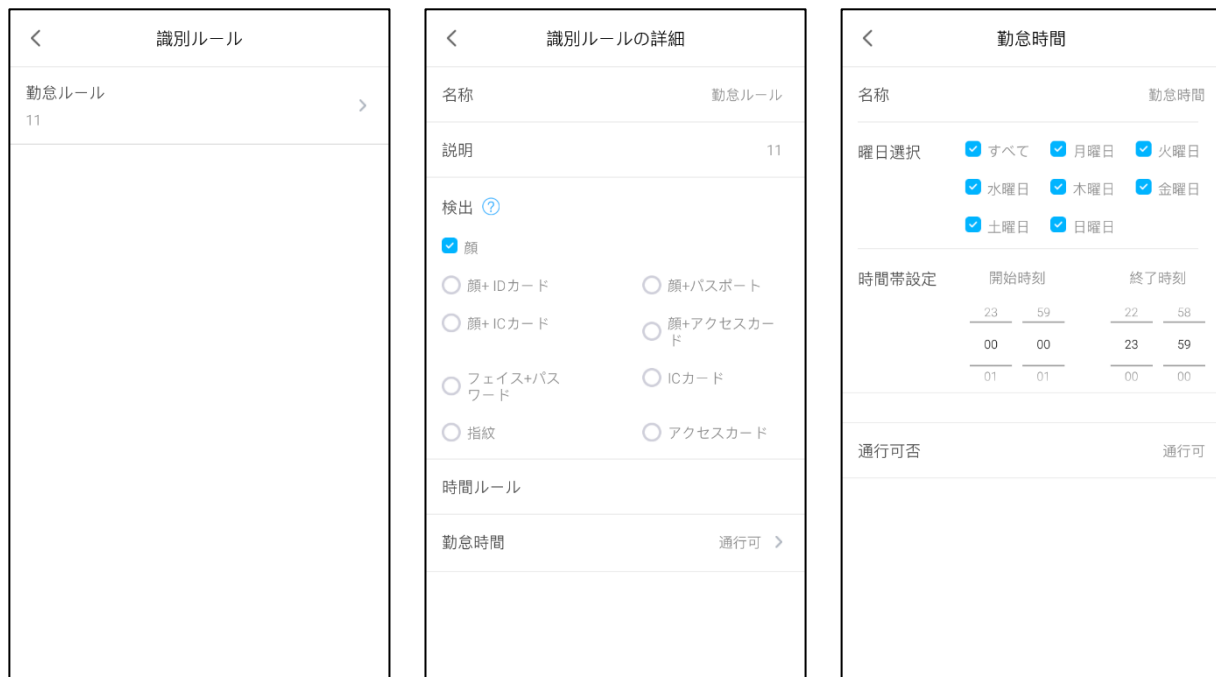 識別ルール
勤怠ルール
11
識別ルールの詳細
名称 勤怠ルール
説明 11
検出 ?
顔
顔+ IDカード 顔+パスポート
顔+ ICカード 顔+アクセスカー
ド
フェイス+パス
ワード
ICカード
指紋 アクセスカード
時間ルール
勤怠時間 通行可
勤怠時間
名称 勤怠時間
曜日選択 すべて 月曜日 火曜日
水曜日 木曜日 金曜日
土曜日 日曜日
時間帯設定 開始時刻 終了時刻
23 59 22 58
00 00 23 59
01 01 00 00
通行可否 通行可